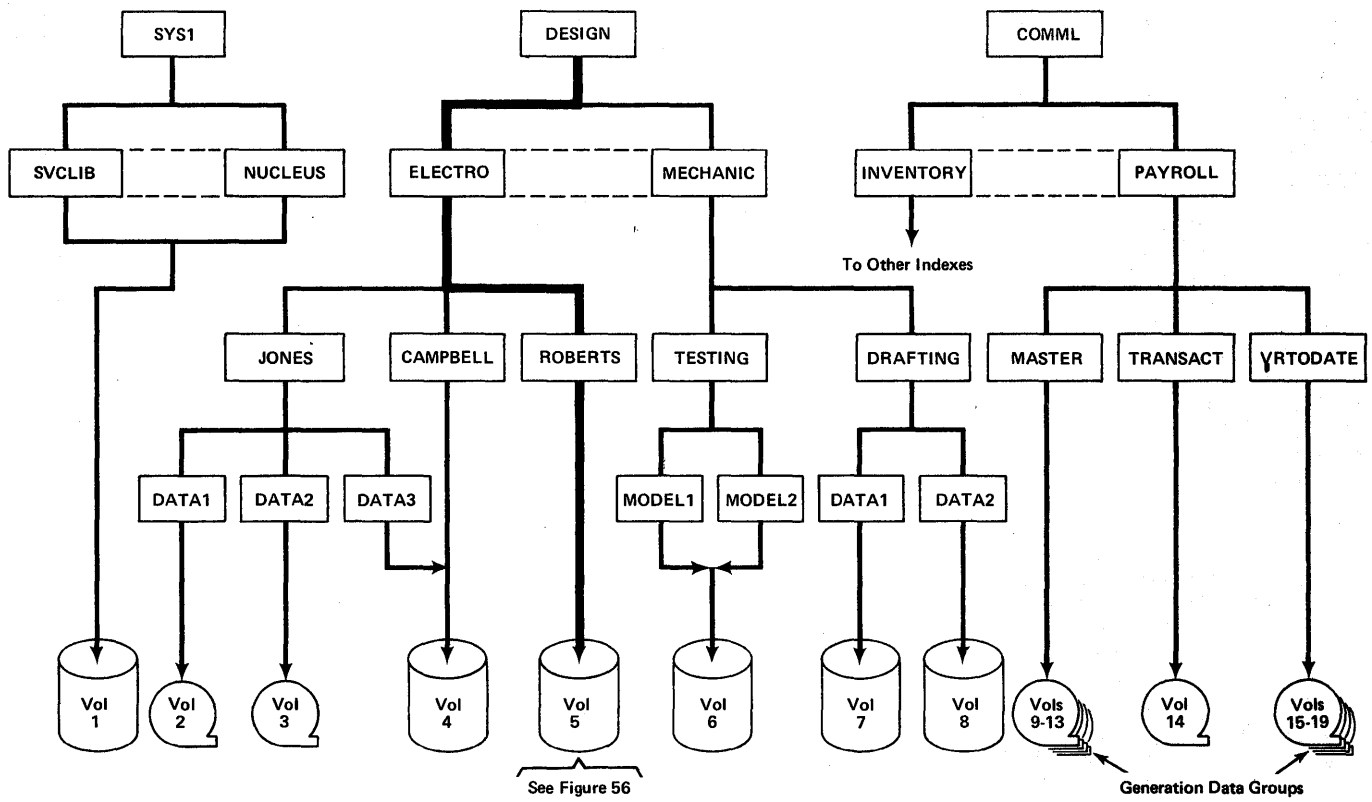 SYS1
DESIGN
COMML
SVCLIB
NUCLEUS
ELECTRO
MECHANIC
INVENTORY
PAYROLL
To Other Indexes
JONES
CAMPBELL
ROBERTS
TESTING
DRAFTING
MASTER
TRANSACT
YRTODATE
DATA1
DATA2
DATA3
MODEL1
MODEL2
DATA1
DATA2
Vol
1
Vol
2
Vol
3
Vol
4
Vol
5
Vol
6
Vol
7
Vol
8
Vols
9-13
Vol
14
Vols
15-19
See Figure 56
Generation Data Groups